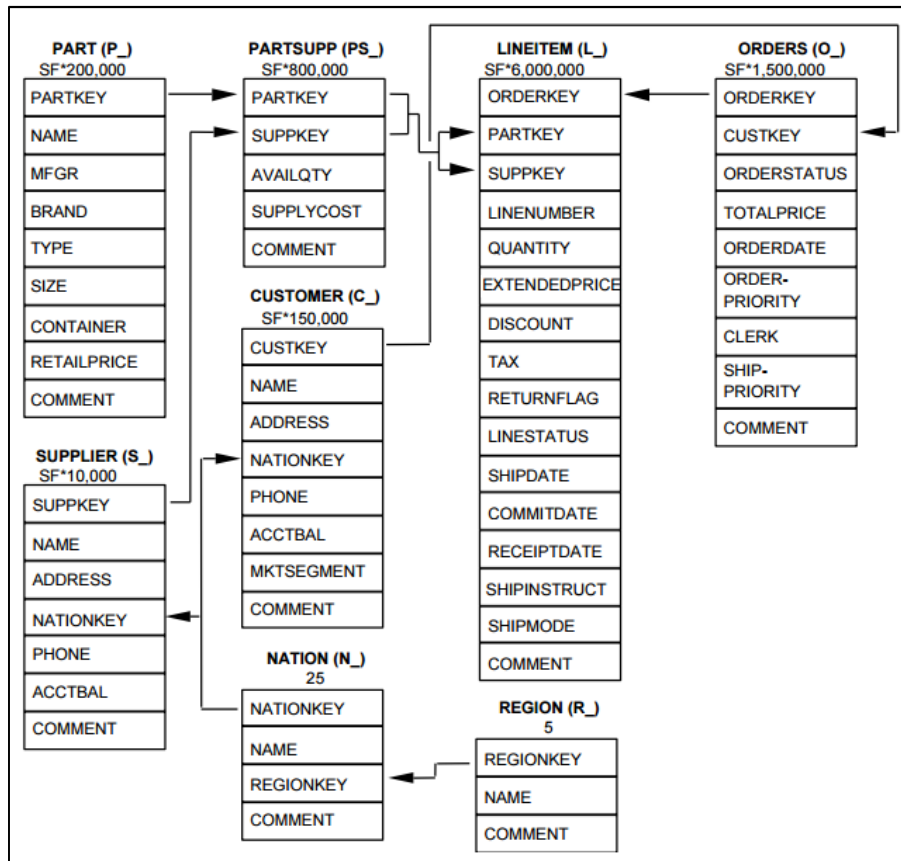 PART (P_)
SF*200,000
PARTKEY
NAME
MFGR
BRAND
TYPE
SIZE
CONTAINER
RETAILPRICE
COMMENT
SUPPLIER (S_)
SF*10,000
SUPPKEY
NAME
ADDRESS
NATIONKEY
PHONE
ACCTBAL
COMMENT
PARTSUPP (PS_)
SF*800,000
PARTKEY
SUPPKEY
AVAILQTY
SUPPLYCOST
COMMENT
CUSTOMER (C_)
SF*150,000
CUSTKEY
NAME
ADDRESS
NATIONKEY
PHONE
ACCTBAL
MKTSEGMENT
COMMENT
NATION (N_)
25
NATIONKEY
NAME
REGIONKEY
COMMENT
LINEITEM (L_)
SF*6,000,000
ORDERKEY
PARTKEY
SUPPKEY
LINENUMBER
QUANTITY
EXTENDEDPRICE
DISCOUNT
TAX
RETURNFLAG
LINESTATUS
SHIPDATE
COMMITDATE
RECEIPTDATE
SHIPINSTRUCT
SHIPMODE
COMMENT
REGION (R_)
5
REGIONKEY
NAME
COMMENT
ORDERS (O_)
SF*1,500,000
ORDERKEY
CUSTKEY
ORDERSTATUS
TOTALPRICE
ORDERDATE
ORDER-
PRIORITY
CLERK
SHIP-
PRIORITY
COMMENT